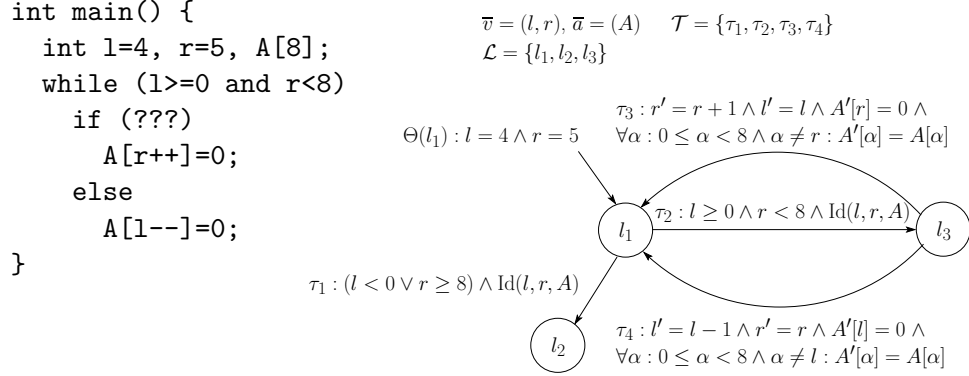 int main() {
  int l=4, r=5, A[8];
  while (l>=0 and r<8)
    if (???)
      A[r++]=0;
    else
      A[l--]=0;
}
v̅ = (l, r), a̅ = (A)   𝒯 = {τ₁, τ₂, τ₃, τ₄}
ℒ = {l₁, l₂, l₃}
τ₃ : r′ = r + 1 ∧ l′ = l ∧ A′[r] = 0 ∧
∀α : 0 ≤ α < 8 ∧ α ≠ r : A′[α] = A[α]
Θ(l₁) : l = 4 ∧ r = 5
τ₂ : l ≥ 0 ∧ r < 8 ∧ Id(l, r, A)
l₁
l₃
τ₁ : (l < 0 ∨ r ≥ 8) ∧ Id(l, r, A)
l₂
τ₄ : l′ = l − 1 ∧ r′ = r ∧ A′[l] = 0 ∧
∀α : 0 ≤ α < 8 ∧ α ≠ l : A′[α] = A[α]